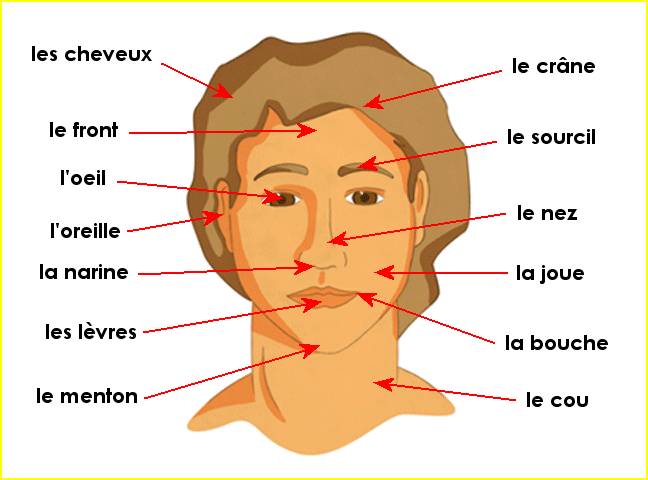 les cheveux
le crâne
le front
le sourcil
l'oeil
l'oreille
le nez
la narine
la joue
les lèvres
la bouche
le menton
le cou